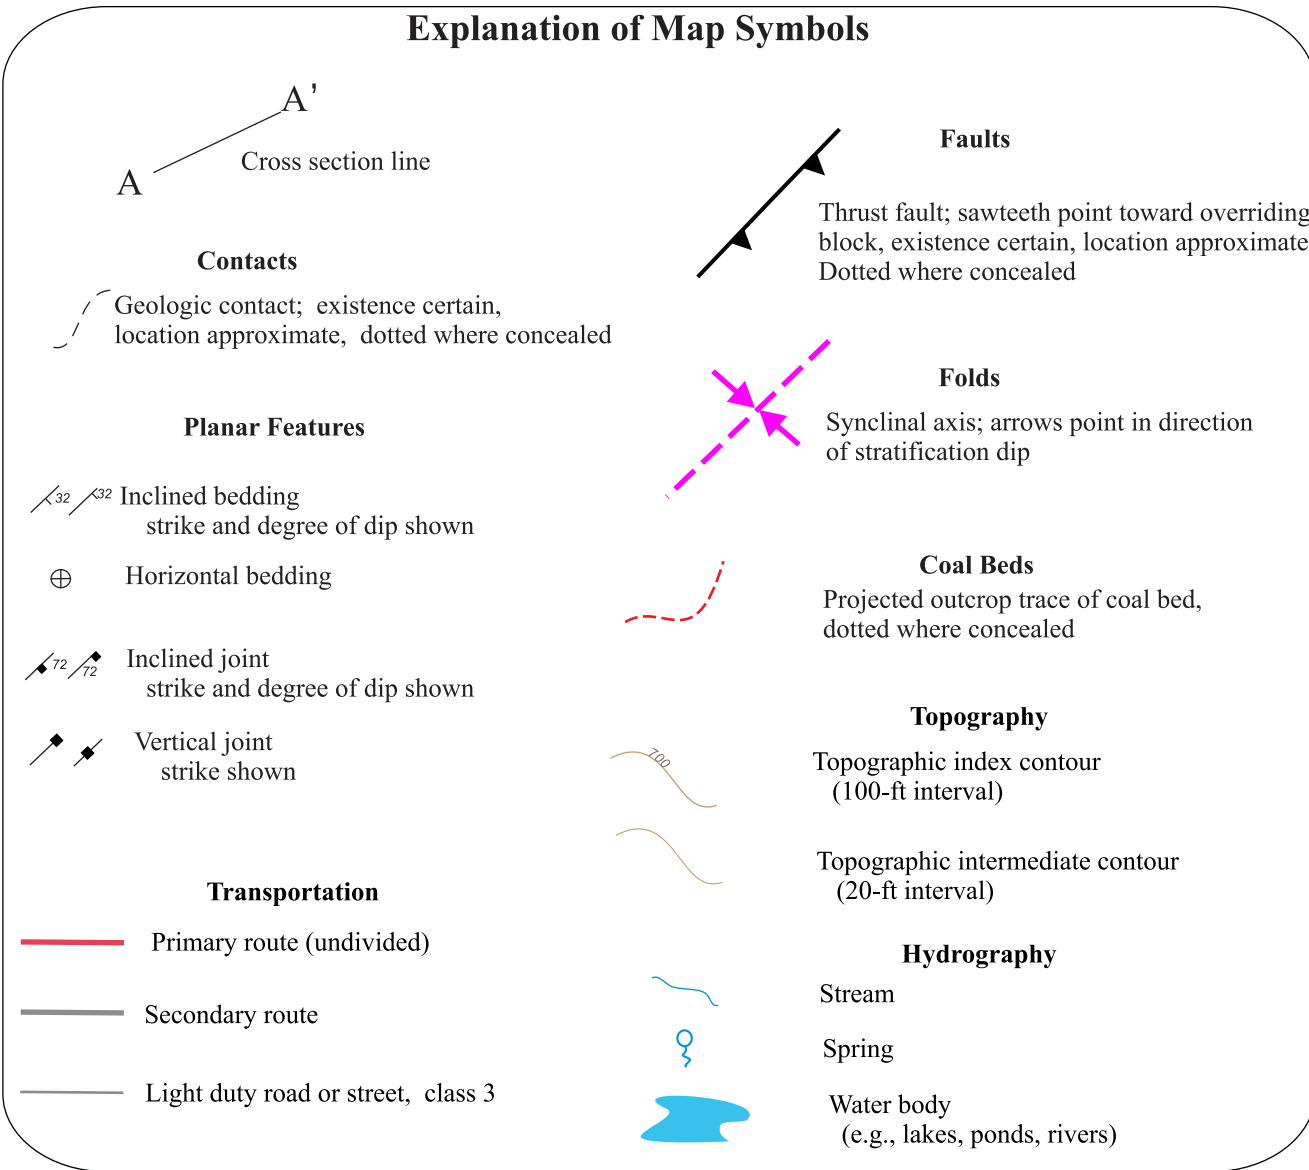 Explanation of Map Symbols
A'
A
Cross section line
Contacts
Geologic contact;  existence certain,
location approximate,  dotted where concealed
Planar Features
32
32
Inclined bedding
strike and degree of dip shown
Horizontal bedding
72
72
Inclined joint
strike and degree of dip shown
Vertical joint
strike shown
Transportation
Primary route (undivided)
Secondary route
Light duty road or street,  class 3
Faults
Thrust fault; sawteeth point toward overriding
block, existence certain, location approximate
Dotted where concealed
Folds
Synclinal axis; arrows point in direction
of stratification dip
Coal Beds
Projected outcrop trace of coal bed,
dotted where concealed
Topography
700
Topographic index contour
(100-ft interval)
Topographic intermediate contour
(20-ft interval)
Hydrography
Stream
Spring
Water body
(e.g., lakes, ponds, rivers)